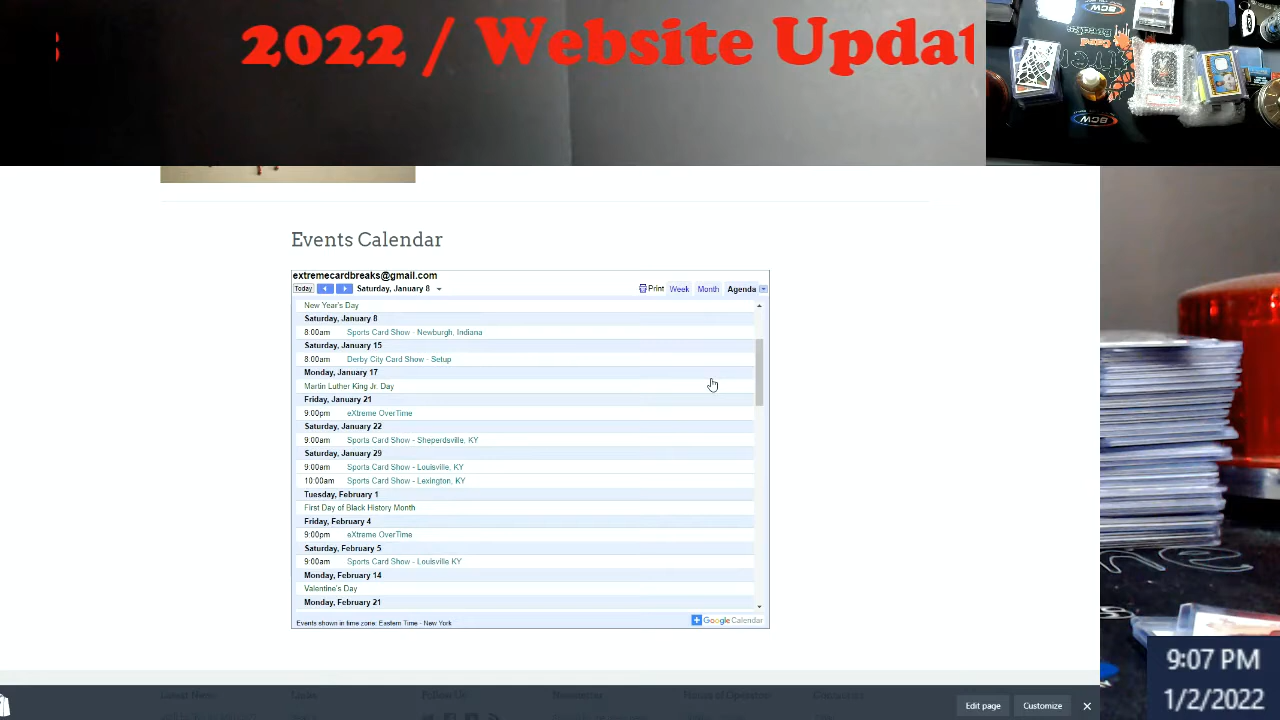 2022 / Website Updat
BCW
BCW
Events Calendar
extremecardbreaks@gmail.com
Today Saturday, January 8 Print Week Month Agenda
New Year's Day
Saturday, January 8
8:00am Sports Card Show - Newburgh, Indiana
Saturday, January 15
8:00am Derby City Card Show - Setup
Monday, January 17
Martin Luther King Jr. Day
Friday, January 21
9:00pm eXtreme OverTime
Saturday, January 22
9:00am Sports Card Show - Sheperdsville, KY
Saturday, January 29
9:00am Sports Card Show - Louisville, KY
10:00am Sports Card Show - Lexington, KY
Tuesday, February 1
First Day of Black History Month
Friday, February 4
9:00pm eXtreme OverTime
Saturday, February 5
9:00am Sports Card Show - Louisville KY
Monday, February 14
Valentine's Day
Monday, February 21
Events shown in time zone: Eastern Time - New York
Google Calendar
Edit page Customize
9:07 PM
1/2/2022